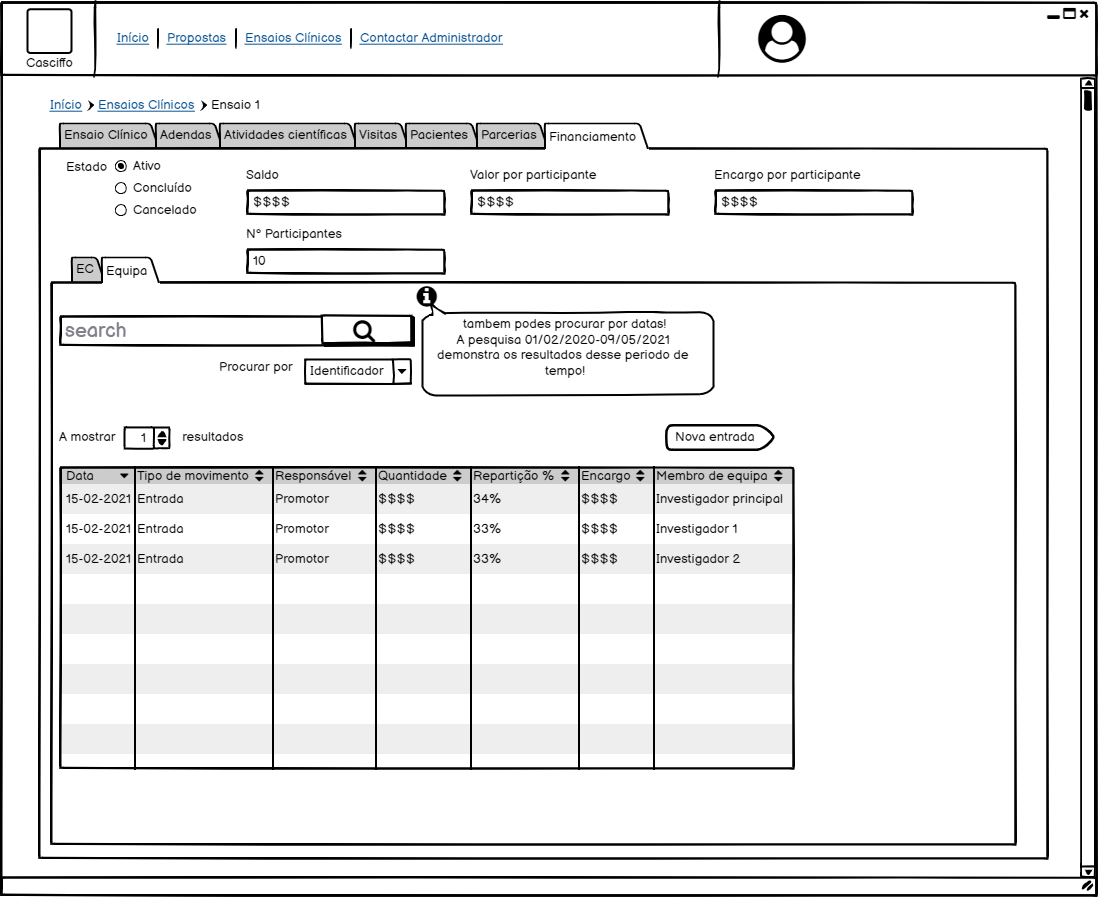 Casciffo
Início Propostas Ensaios Clínicos Contactar Administrador
Início Ensaios Clínicos Ensaio 1
Ensaio Clínico Adendas Atividades científicas Visitas Pacientes Parcerias Financiamento
Estado Ativo
Concluído
Cancelado
Saldo Valor por participante Encargo por participante
$$$$ $$$$ $$$$
Nº Participantes
10
EC Equipa
search
tambem podes procurar por datas!
A pesquisa 01/02/2020-09/05/2021
demonstra os resultados desse periodo de
tempo!
Procurar por Identificador
A mostrar 1 resultados
Nova entrada
Data Tipo de movimento Responsável Quantidade Repartição % Encargo Membro de equipa
15-02-2021 Entrada Promotor $$$$ 34% $$$$ Investigador principal
15-02-2021 Entrada Promotor $$$$ 33% $$$$ Investigador 1
15-02-2021 Entrada Promotor $$$$ 33% $$$$ Investigador 2